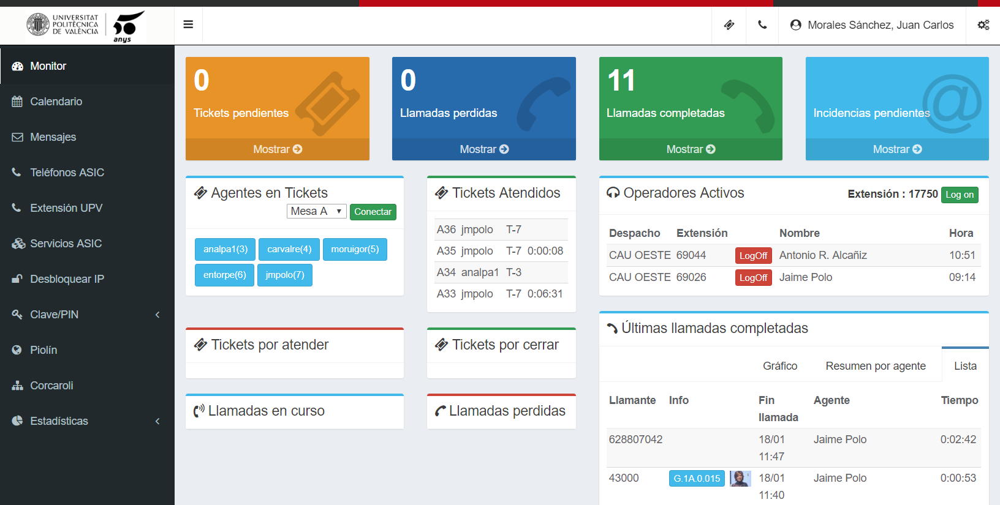 UNIVERSITAT
POLITÈCNICA
DE VALÈNCIA
anys
Morales Sánchez, Juan Carlos
Monitor
Calendario
Mensajes
Teléfonos ASIC
Extensión UPV
Servicios ASIC
Desbloquear IP
Clave/PIN
Piolín
Corcaroli
Estadísticas
0
Tickets pendientes
Mostrar
0
Llamadas perdidas
Mostrar
11
Llamadas completadas
Mostrar
Incidencias pendientes
Mostrar
Agentes en Tickets
Mesa A Conectar
analpa1(3) carvalre(4) moruigor(5)
entorpe(6) jmpolo(7)
Tickets Atendidos
A36 jmpolo T-7
A35 jmpolo T-7 0:00:08
A34 analpa1 T-3
A33 jmpolo T-7 0:06:31
Operadores Activos Extensión : 17750 Log on
Despacho Extensión Nombre Hora
CAU OESTE 69044 LogOff Antonio R. Alcañiz 10:51
CAU OESTE 69026 LogOff Jaime Polo 09:14
Tickets por atender
Tickets por cerrar
Llamadas en curso
Llamadas perdidas
Últimas llamadas completadas
Gráfico Resumen por agente Lista
Llamante Info Fin Agente Tiempo
llamada
628807042 18/01 Jaime Polo 0:02:42
11:47
43000 G.1A.0.015 18/01 Jaime Polo 0:00:53
11:40